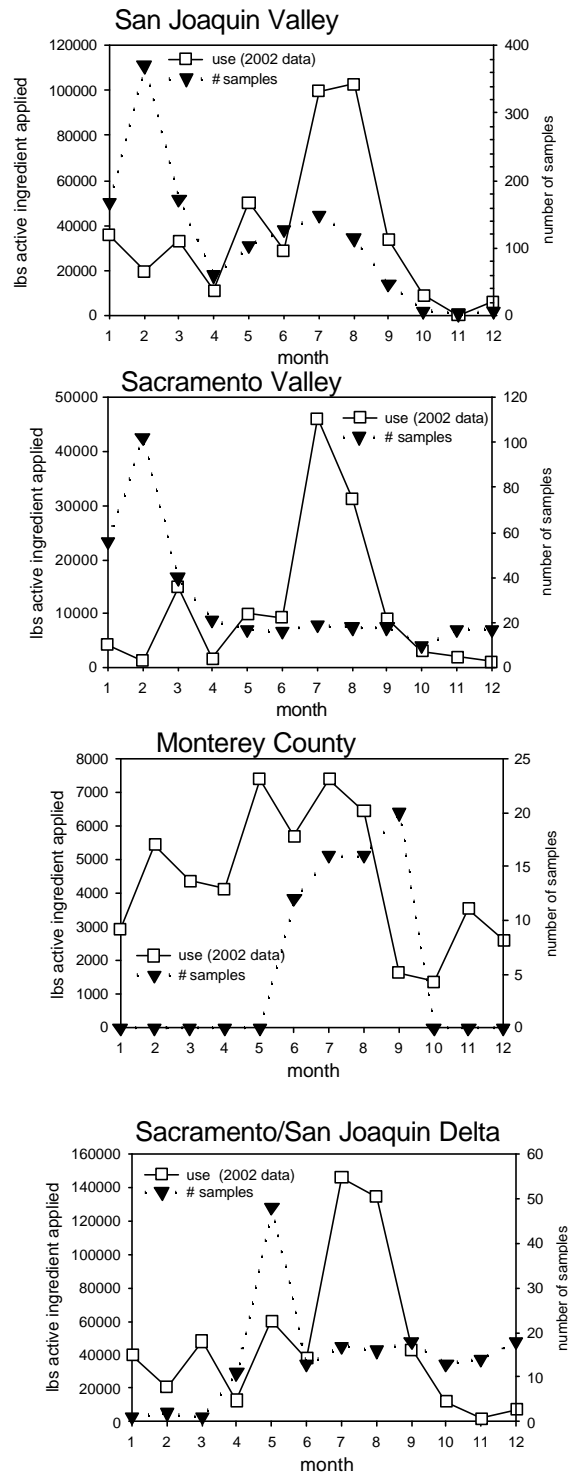 San Joaquin Valley
use (2002 data)
# samples
lbs active ingredient applied
120000
100000
80000
60000
40000
20000
0
400
300
200
100
0
number of samples
1 2 3 4 5 6 7 8 9 10 11 12
month
Sacramento Valley
use (2002 data)
# samples
lbs active ingredient applied
50000
40000
30000
20000
10000
0
120
100
80
60
40
20
0
number of samples
1 2 3 4 5 6 7 8 9 10 11 12
month
Monterey County
use (2002 data)
# samples
lbs active ingredient applied
8000
7000
6000
5000
4000
3000
2000
1000
0
25
20
15
10
5
0
number of samples
1 2 3 4 5 6 7 8 9 10 11 12
month
Sacramento/San Joaquin Delta
use (2002 data)
# samples
lbs active ingredient applied
160000
140000
120000
100000
80000
60000
40000
20000
0
60
50
40
30
20
10
0
number of samples
1 2 3 4 5 6 7 8 9 10 11 12
month